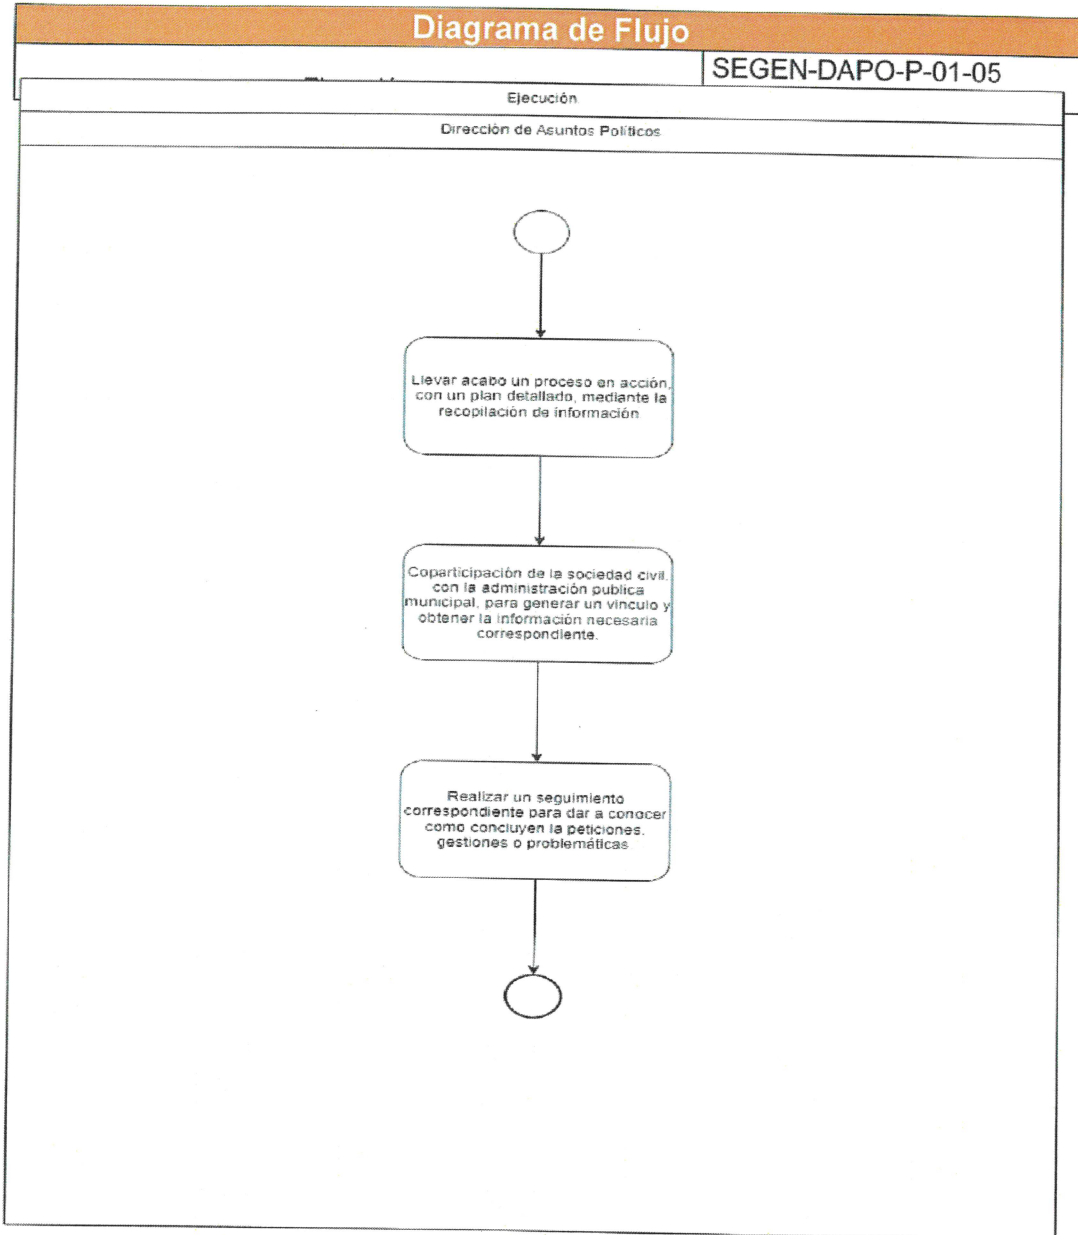 Diagrama de Flujo
SEGEN-DAPO-P-01-05
Ejecución
Dirección de Asuntos Políticos
Llevar acabo un proceso en acción,
con un plan detallado, mediante la
recopilación de información
Coparticipación de la sociedad civil,
con la administración publica
municipal, para generar un vinculo y
obtener la información necesaria
correspondiente.
Realizar un seguimiento
correspondiente para dar a conocer
como concluyen la peticiones,
gestiones o problemáticas